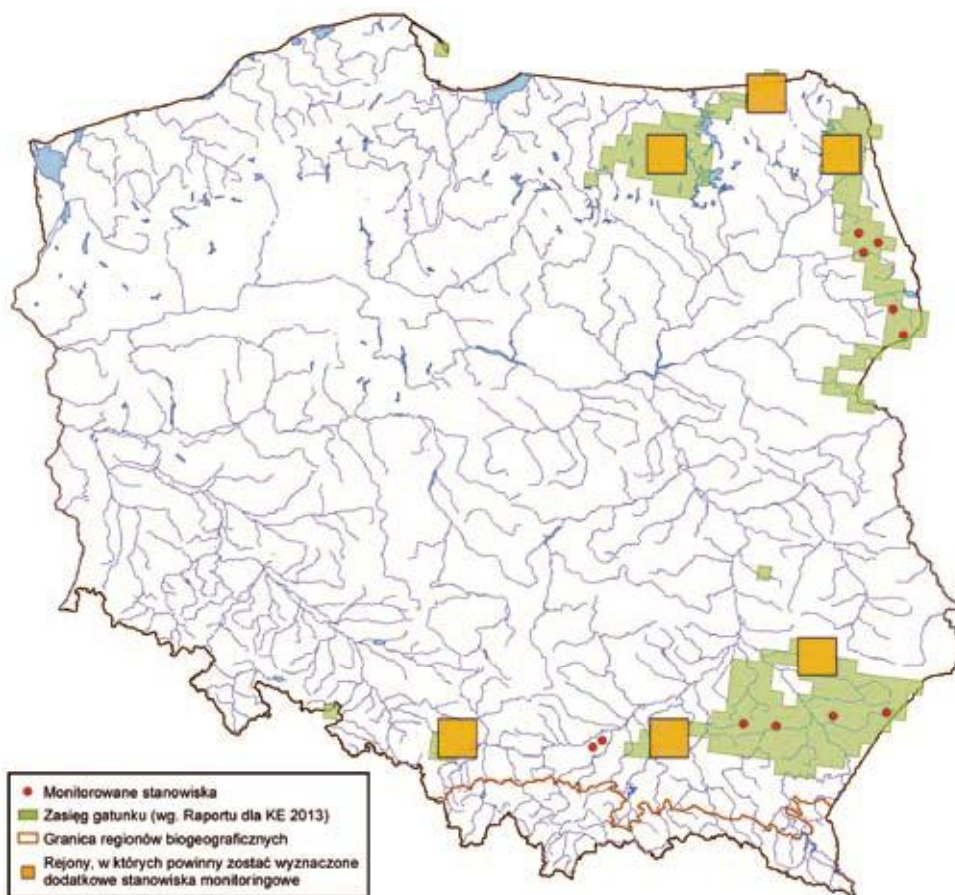 Monitorowane stanowiska
Zasięg gatunku (wg. Raportu dla KE 2013)
Granica regionów biogeograficznych
Rejony, w których powinny zostać wyznaczone
dodatkowe stanowiska monitoringowe